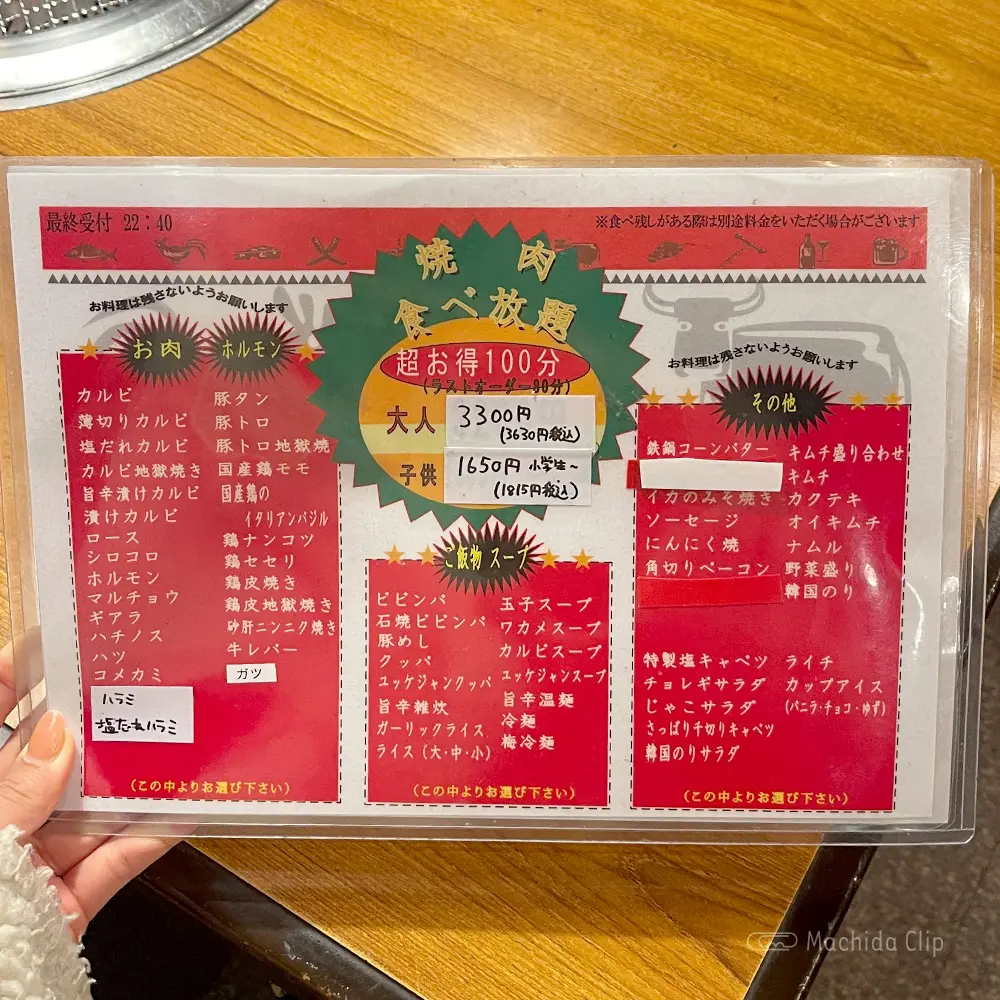 最終受付 22：40
※食べ残しがある際は別途料金をいただく場合がございます
焼肉
食べ放題
超お得100分
(ラストオーダー90分)
大人 3300円
(3630円税込)
子供 1650円 小学生～
(1815円税込)
お料理は残さないようお願いします
お肉 ホルモン
カルビ
薄切りカルビ
塩だれカルビ
カルビ地獄焼き
旨辛漬けカルビ
漬けカルビ
ロース
シロコロ
ホルモン
マルチョウ
ギアラ
ハチノス
ハツ
コメカミ
ハラミ
塩だれハラミ
豚タン
豚トロ
豚トロ地獄焼
国産鶏モモ
国産鶏の
イタリアンバジル
鶏ナンコツ
鶏セセリ
鶏皮焼き
鶏皮地獄焼き
砂肝ニンニク焼き
牛レバー
ガツ
(この中よりお選び下さい)
ご飯物 スープ
ビビンバ
石焼ビビンバ
豚めし
クッパ
ユッケジャンクッパ
旨辛雑炊
ガーリックライス
ライス(大・中・小)
玉子スープ
ワカメスープ
カルビスープ
ユッケジャンスープ
旨辛温麺
冷麺
梅冷麺
(この中よりお選び下さい)
お料理は残さないようお願いします
その他
鉄鍋コーンバター
イカのみそ焼き
ソーセージ
にんにく焼
角切りベーコン
特製塩キャベツ
チョレギサラダ
じゃこサラダ
さっぱり千切りキャベツ
韓国のりサラダ
キムチ盛り合わせ
キムチ
カクテキ
オイキムチ
ナムル
野菜盛り
韓国のり
ライチ
カップアイス
(バニラ・チョコ・ゆず)
(この中よりお選び下さい)
Machida Clip